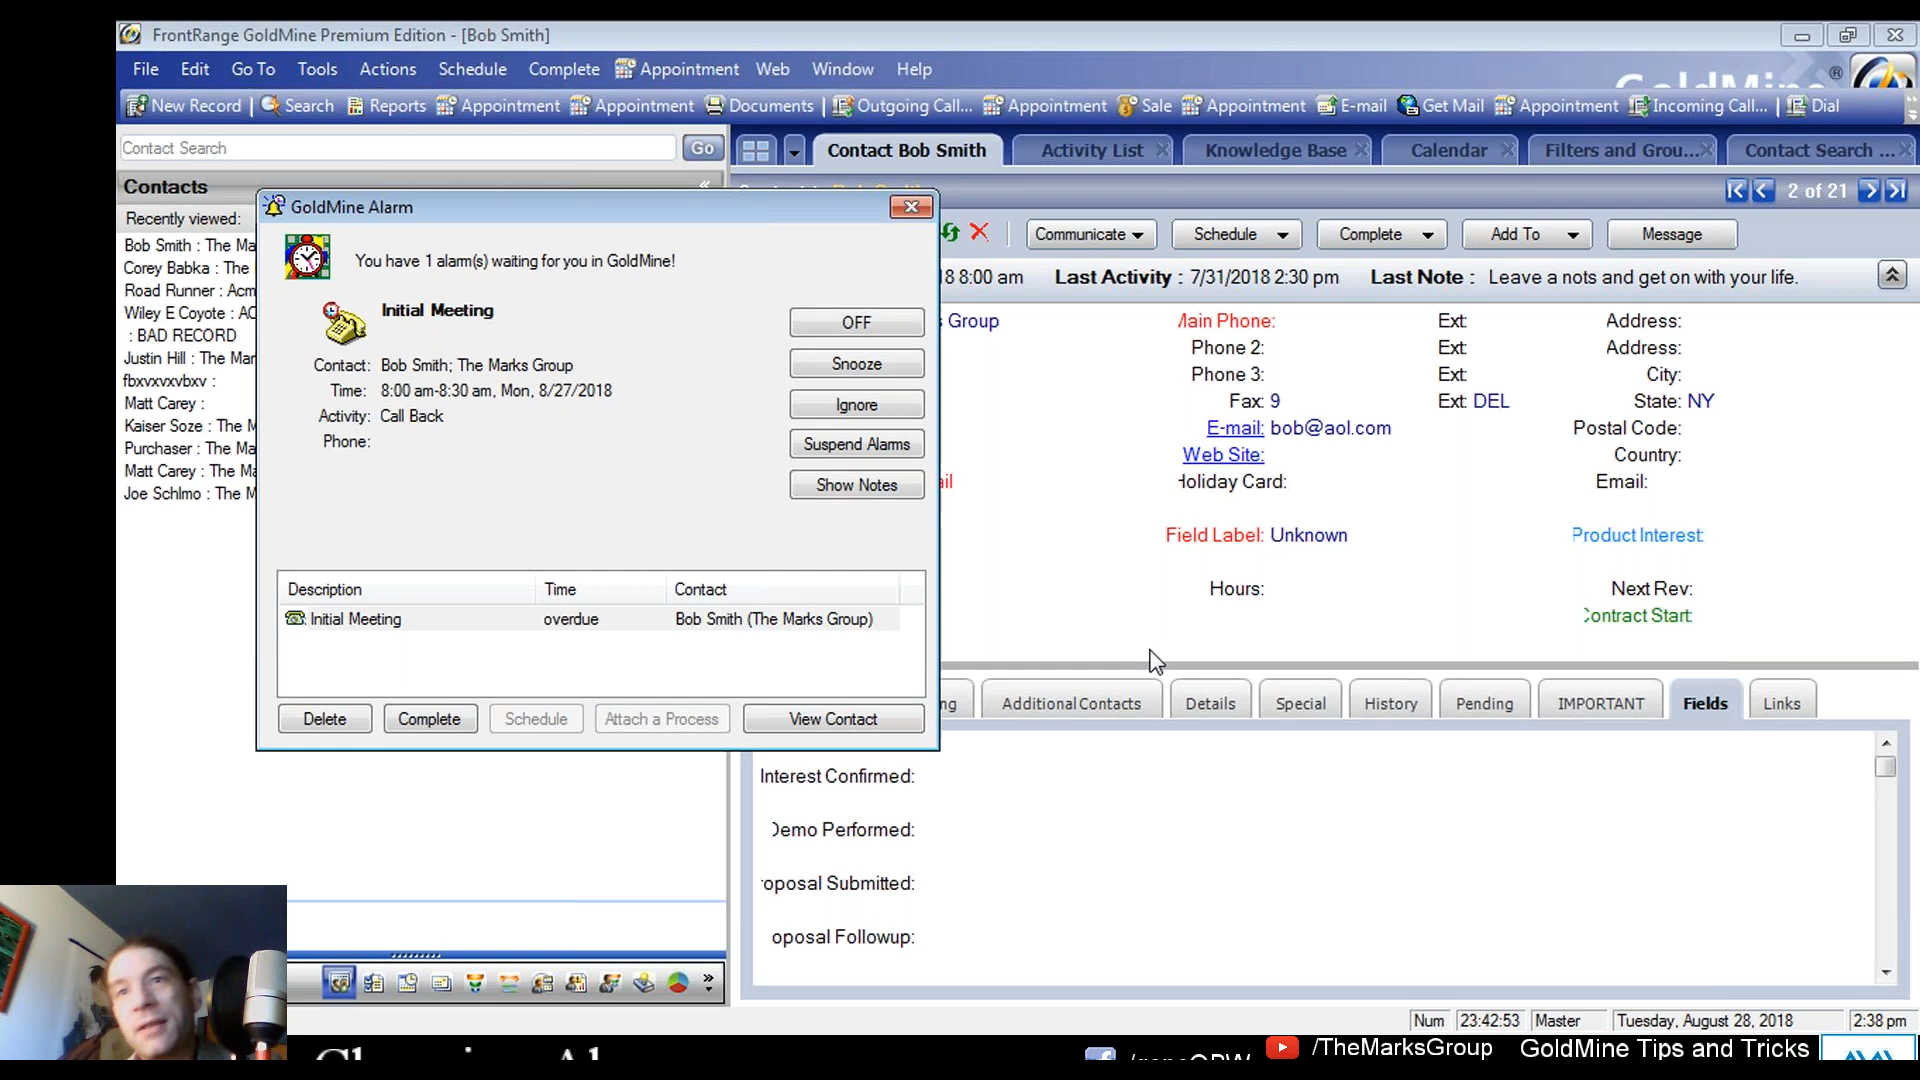 FrontRange GoldMine Premium Edition - [Bob Smith]
File Edit Go To Tools Actions Schedule Complete Appointment Web Window Help
New Record Search Reports Appointment Appointment Documents Outgoing Call... Appointment Sale Appointment E-mail Get Mail Appointment Incoming Call... Dial
Contact Search Go
Contact Bob Smith Activity List Knowledge Base Calendar Filters and Grou... Contact Search ...
Contacts
2 of 21
Recently viewed:
Bob Smith : The Ma
Corey Babka : The
Road Runner : Acm
Wiley E Coyote : AC
: BAD RECORD
Justin Hill : The Mar
fbxvxvxvbxv :
Matt Carey :
Kaiser Soze : The M
Purchaser : The Ma
Matt Carey : The Ma
Joe Schlmo : The M
GoldMine Alarm
You have 1 alarm(s) waiting for you in GoldMine!
Initial Meeting
Contact: Bob Smith; The Marks Group
Time: 8:00 am-8:30 am, Mon, 8/27/2018
Activity: Call Back
Phone:
OFF
Snooze
Ignore
Suspend Alarms
Show Notes
Description Time Contact
Initial Meeting overdue Bob Smith (The Marks Group)
Delete Complete Schedule Attach a Process View Contact
Communicate Schedule Complete Add To Message
18 8:00 am Last Activity : 7/31/2018 2:30 pm Last Note : Leave a nots and get on with your life.
Group
Main Phone: Ext: Address:
Phone 2: Ext: Address:
Phone 3: Ext: City:
Fax: 9 Ext: DEL State: NY
E-mail: bob@aol.com Postal Code:
Web Site: Country:
Holiday Card: Email:
Field Label: Unknown Product Interest:
Hours: Next Rev:
Contract Start:
Additional Contacts Details Special History Pending IMPORTANT Fields Links
Interest Confirmed:
Demo Performed:
roposal Submitted:
oposal Followup:
Num 23:42:53 Master Tuesday, August 28, 2018 2:38 pm
/TheMarksGroup GoldMine Tips and Tricks